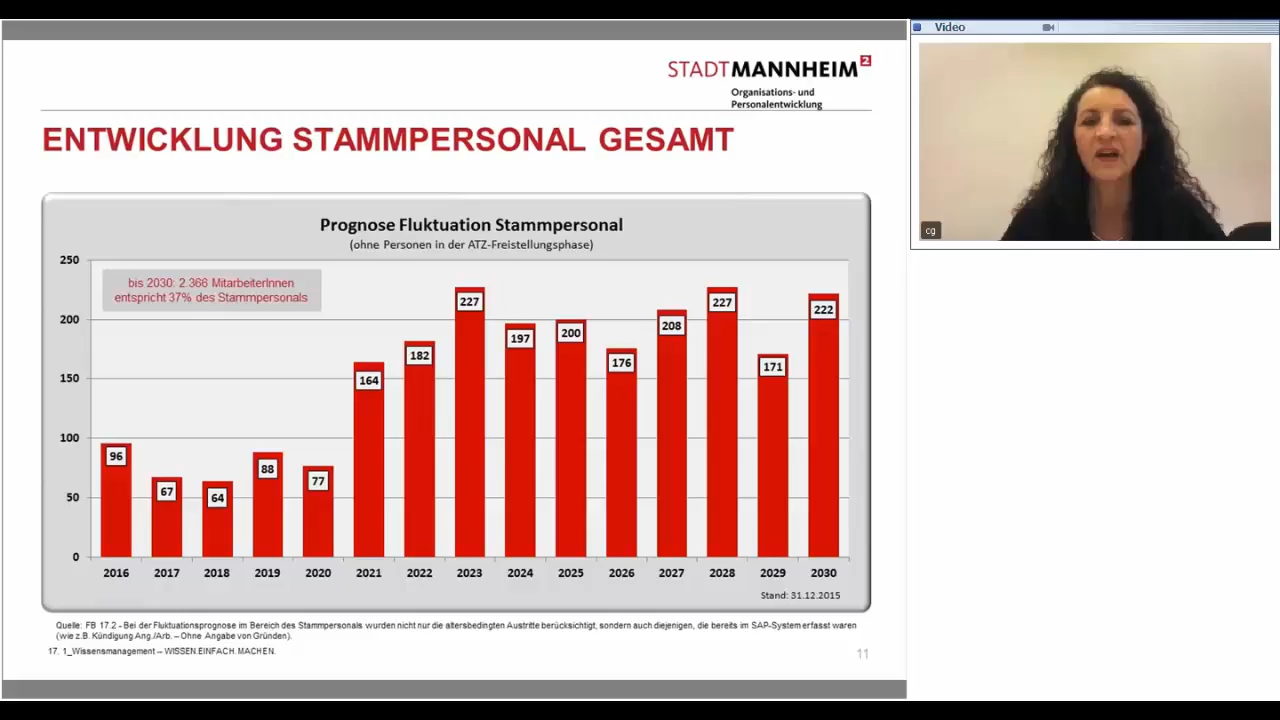 Video
STADTMANNHEIM²
Organisations- und
Personalentwicklung
ENTWICKLUNG STAMMPERSONAL GESAMT
Prognose Fluktuation Stammpersonal
(ohne Personen in der ATZ-Freistellungsphase)
bis 2030: 2.366 MitarbeiterInnen
entspricht 37% des Stammpersonals
250
200
150
100
50
0
96
67
64
88
77
164
182
227
197
200
176
208
227
171
222
2016 2017 2018 2019 2020 2021 2022 2023 2024 2025 2026 2027 2028 2029 2030
Stand: 31.12.2015
Quelle: FB 17.2 - Bei der Fluktuationsprognose im Bereich des Stammpersonals wurden nicht nur die altersbedingten Austritte berücksichtigt, sondern auch diejenigen, die bereits im SAP-System erfasst waren
(wie z.B. Kündigung Ang./Arb. – Ohne Angabe von Gründen).
17. 1_Wissensmanagement – WISSEN.EINFACH.MACHEN.
11
cg